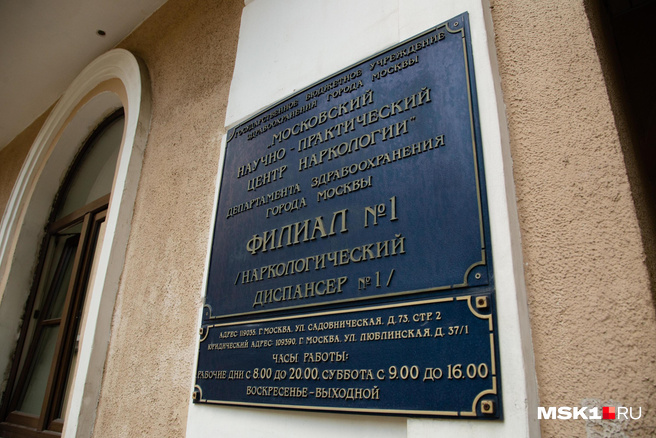 ГОСУДАРСТВЕННОЕ БЮДЖЕТНОЕ УЧРЕЖДЕНИЕ
ЗДРАВООХРАНЕНИЯ ГОРОДА МОСКВЫ
„МОСКОВСКИЙ
НАУЧНО-ПРАКТИЧЕСКИЙ
ЦЕНТР НАРКОЛОГИИ"
ДЕПАРТАМЕНТА ЗДРАВООХРАНЕНИЯ
ГОРОДА МОСКВЫ
ФИЛИАЛ №1
/НАРКОЛОГИЧЕСКИЙ
ДИСПАНСЕР №1/
АДРЕС: 119035, Г. МОСКВА, УЛ. САДОВНИЧЕСКАЯ, Д. 73, СТР 2
ЮРИДИЧЕСКИЙ АДРЕС: 109390, Г. МОСКВА, УЛ. ЛЮБЛИНСКАЯ, Д. 37/1
ЧАСЫ РАБОТЫ:
РАБОЧИЕ ДНИ С 8.00 ДО 20.00, СУББОТА С 9.00 ДО 16.00
ВОСКРЕСЕНЬЕ-ВЫХОДНОЙ
MSK1.RU